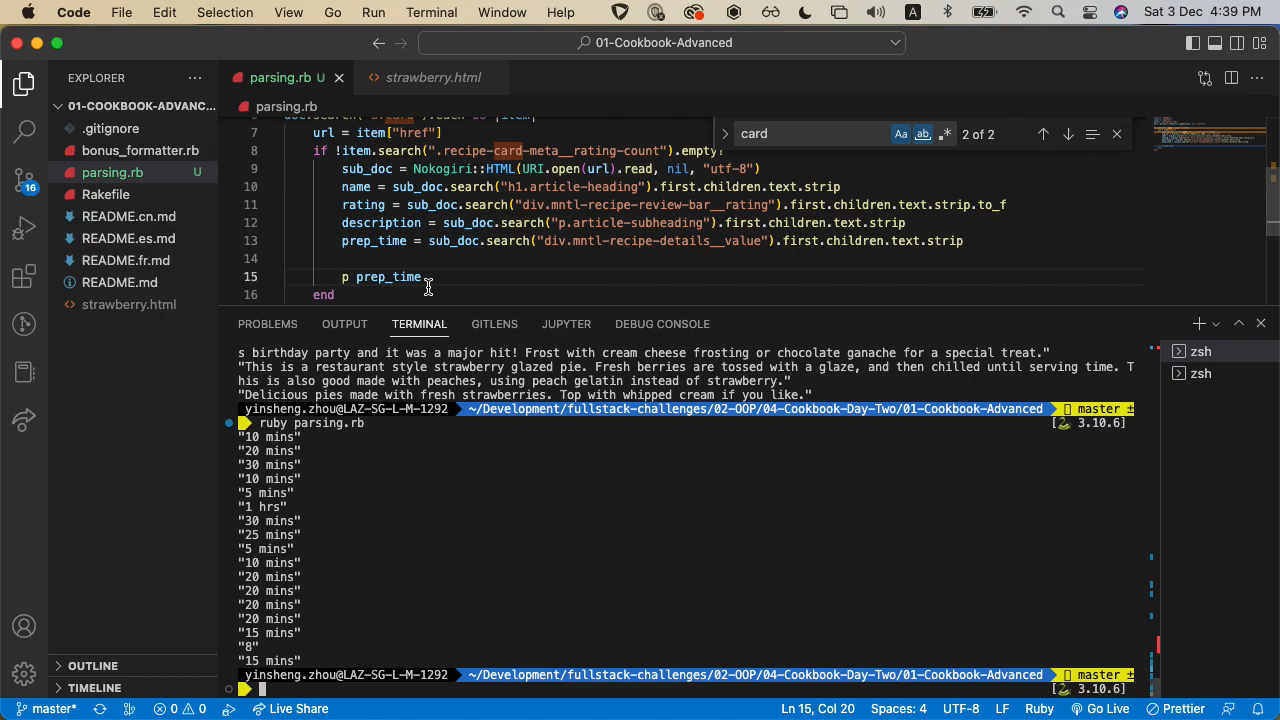 Code File Edit Selection View Go Run Terminal Window Help A Sat 3 Dec 4:39 PM
01-Cookbook-Advanced
EXPLORER
parsing.rb U
strawberry.html
01-COOKBOOK-ADVANC...
.gitignore
bonus_formatter.rb
parsing.rb U
Rakefile
README.cn.md
README.es.md
README.fr.md
README.md
strawberry.html
16
OUTLINE
TIMELINE
parsing.rb
card
Aa ab .* 2 of 2
7 url = item["href"]
8 if !item.search(".recipe-card-meta__rating-count").empty?
9 sub_doc = Nokogiri::HTML(URI.open(url).read, nil, "utf-8")
10 name = sub_doc.search("h1.article-heading").first.children.text.strip
11 rating = sub_doc.search("div.mntl-recipe-review-bar__rating").first.children.text.strip.to_f
12 description = sub_doc.search("p.article-subheading").first.children.text.strip
13 prep_time = sub_doc.search("div.mntl-recipe-details__value").first.children.text.strip
14
15 p prep_time
16 end
PROBLEMS OUTPUT TERMINAL GITLENS JUPYTER DEBUG CONSOLE
s birthday party and it was a major hit! Frost with cream cheese frosting or chocolate ganache for a special treat."
"This is a restaurant style strawberry glazed pie. Fresh berries are tossed with a glaze, and then chilled until serving time. T
his is also good made with peaches, using peach gelatin instead of strawberry."
"Delicious pies made with fresh strawberries. Top with whipped cream if you like."
yinsheng.zhou@LAZ-SG-L-M-1292 ~/Development/fullstack-challenges/02-OOP/04-Cookbook-Day-Two/01-Cookbook-Advanced master ±
ruby parsing.rb [🐍 3.10.6]
"10 mins"
"20 mins"
"30 mins"
"10 mins"
"5 mins"
"1 hrs"
"30 mins"
"25 mins"
"5 mins"
"10 mins"
"20 mins"
"20 mins"
"20 mins"
"20 mins"
"15 mins"
"8"
"15 mins"
yinsheng.zhou@LAZ-SG-L-M-1292 ~/Development/fullstack-challenges/02-OOP/04-Cookbook-Day-Two/01-Cookbook-Advanced master ±
[🐍 3.10.6]
zsh
zsh
master* 0 0 Live Share Ln 15, Col 20 Spaces: 4 UTF-8 LF Ruby Go Live Prettier